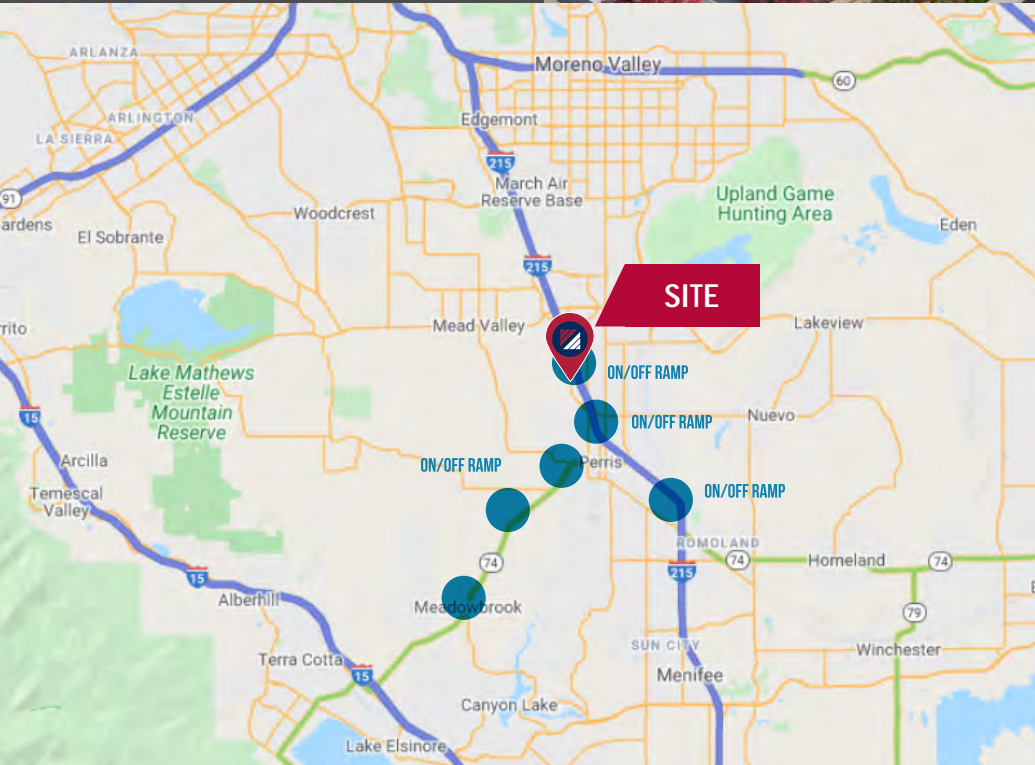 ARLANZA
Moreno Valley
60
ARLINGTON
Edgemont
LA SIERRA
215
March Air
Reserve Base
91
Upland Game
Hunting Area
ardens
El Sobrante
Woodcrest
Eden
215
SITE
rrito
Mead Valley
Lakeview
ON/OFF RAMP
Lake Mathews
Estelle
Mountain
Reserve
15
ON/OFF RAMP
Nuevo
Arcilla
ON/OFF RAMP
Perris
Temescal
Valley
ON/OFF RAMP
ROMOLAND
74
74
Homeland
74
15
215
Alberhill
Meadowbrook
79
SUN CITY
Winchester
Terra Cotta
15
Menifee
Canyon Lake
Lake Elsinore